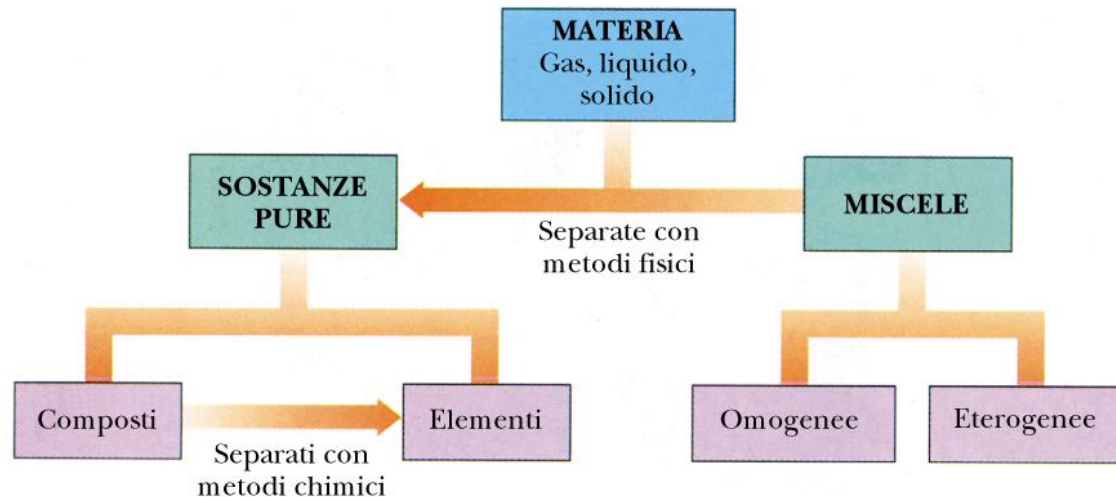 MATERIA
Gas, liquido,
solido
SOSTANZE
PURE
Separate con
metodi fisici
MISCELE
Composti
Separati con
metodi chimici
Elementi
Omogenee
Eterogenee